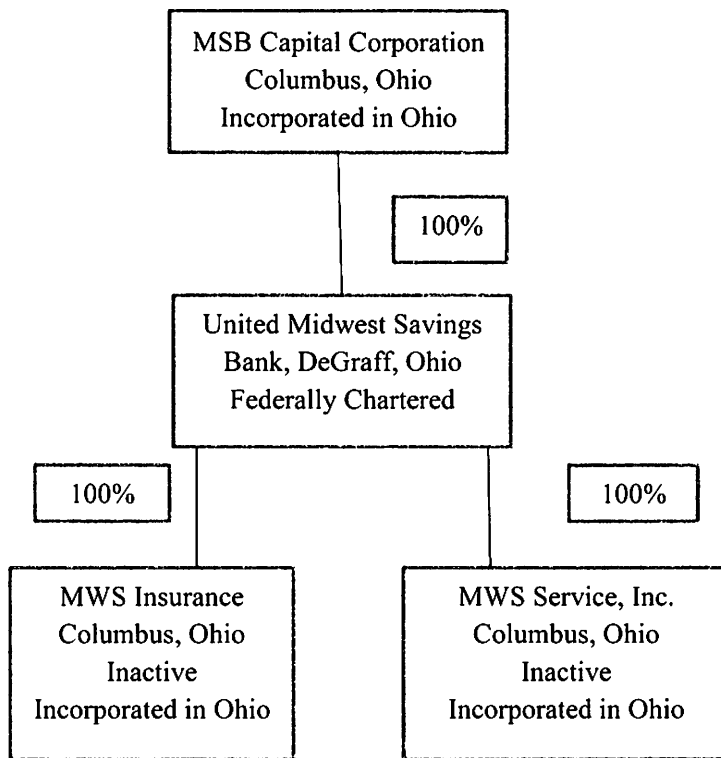 MSB Capital Corporation
Columbus, Ohio
Incorporated in Ohio
100%
United Midwest Savings
Bank, DeGraff, Ohio
Federally Chartered
100%
100%
MWS Insurance
Columbus, Ohio
Inactive
Incorporated in Ohio
MWS Service, Inc.
Columbus, Ohio
Inactive
Incorporated in Ohio